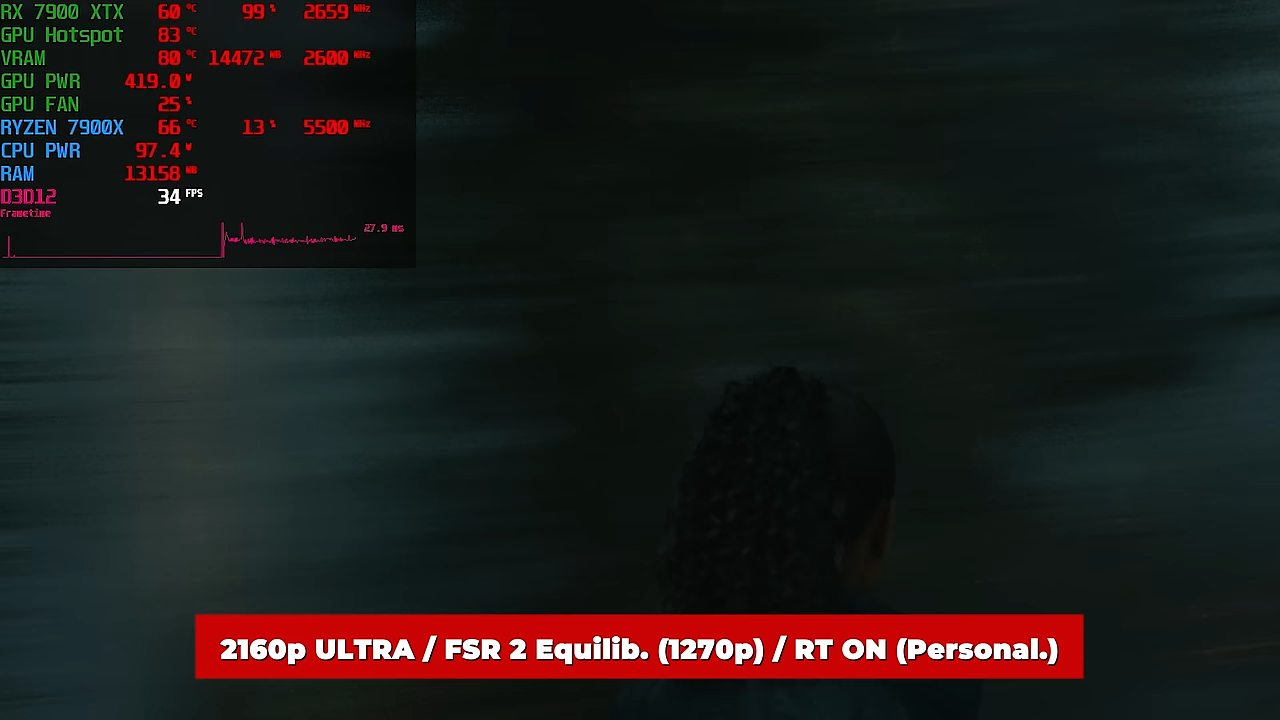 RX 7900 XTX 60 °C 99 % 2659 MHz
GPU Hotspot 83 °C
VRAM 80 °C 14472 MB 2600 MHz
GPU PWR 419.0 W
GPU FAN 25 %
RYZEN 7900X 66 °C 13 % 5500 MHz
CPU PWR 97.4 W
RAM 13158 MB
D3D12 34 FPS
Frametime
27.9 ms
2160p ULTRA / FSR 2 Equilib. (1270p) / RT ON (Personal.)